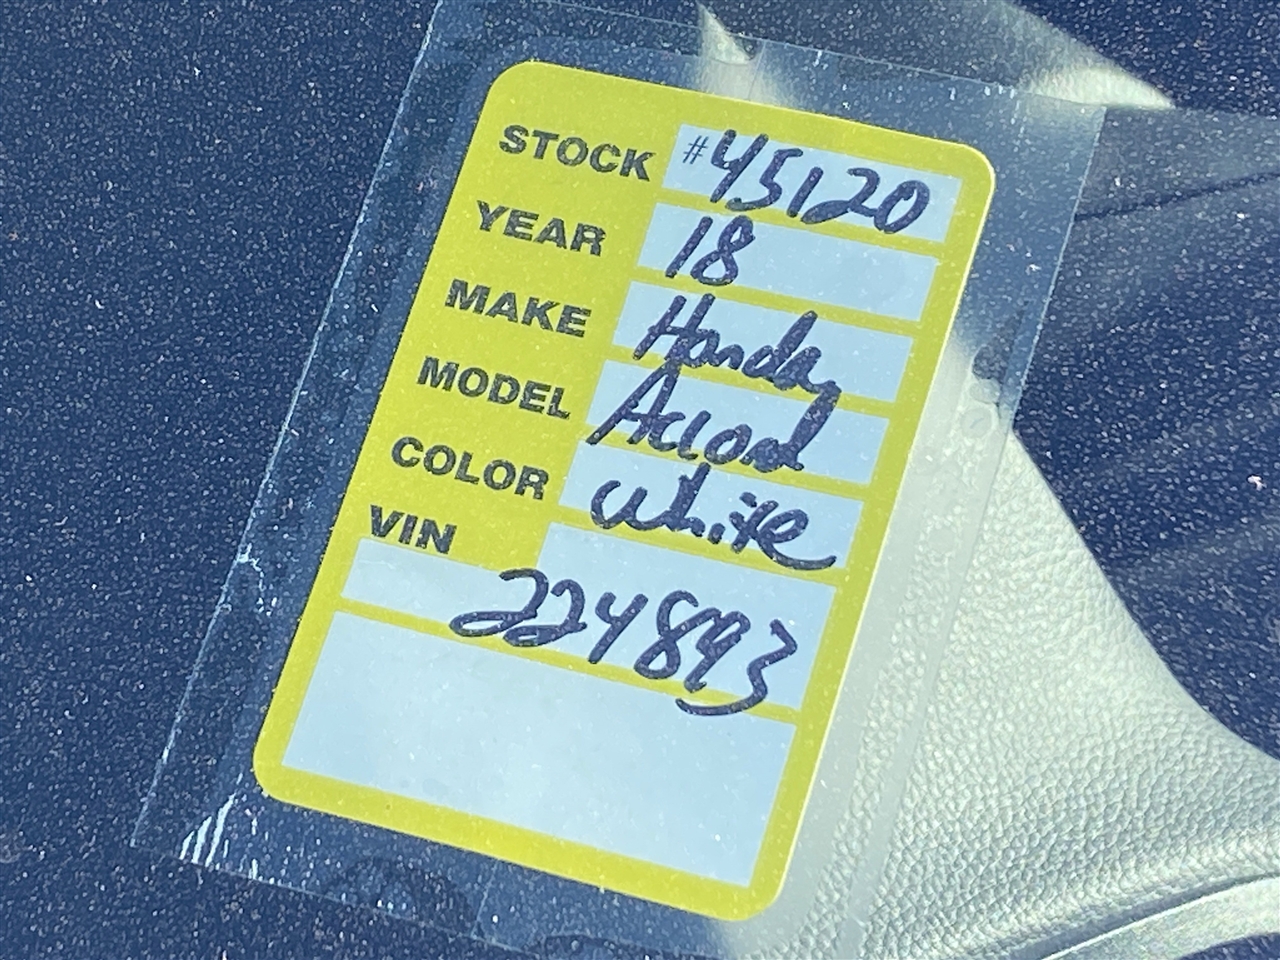 STOCK #45120
YEAR 18
MAKE Honda
MODEL Accord
COLOR White
VIN
224893